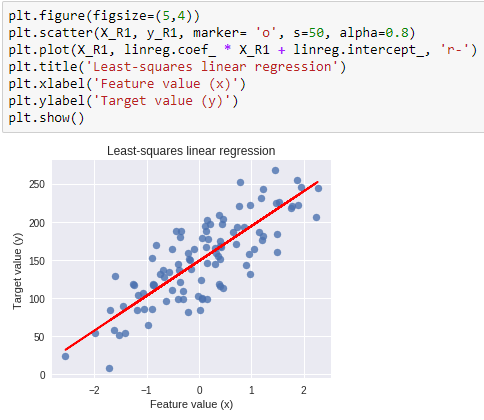 plt.figure(figsize=(5,4))
plt.scatter(X_R1, y_R1, marker= 'o', s=50, alpha=0.8)
plt.plot(X_R1, linreg.coef_ * X_R1 + linreg.intercept_, 'r-')
plt.title('Least-squares linear regression')
plt.xlabel('Feature value (x)')
plt.ylabel('Target value (y)')
plt.show()
Least-squares linear regression
Target value (y)
250
200
150
100
50
0
−2 −1 0 1 2
Feature value (x)